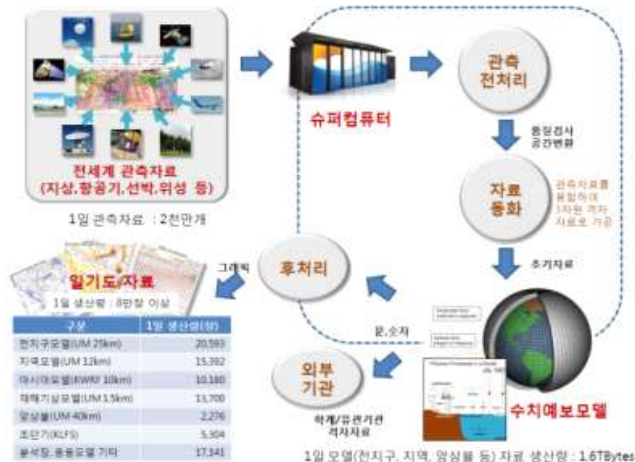 전세계 관측자료
(지상,항공기,선박,위성 등)
1일 관측자료 : 2천만개
슈퍼컴퓨터
관측
전처리
품질검사
공간변환
자료
동화
관측자료를
융합하여
3차원 격자
자료로 가공
초기자료
수치예보모델
1일 모델(전지구, 지역, 앙상블 등) 자료 생산량 : 1.6TBytes
문,숫자
외부
기관
학계/유관기관
격자자료
후처리
그래픽
일기도 자료
1일 생산량 : 8만장 이상
구분 1일 생산량(장)
전지구모델(UM 25km) 20,593
지역모델(UM 12km) 15,392
아시아모델(KWRF 10km) 10,180
재해기상모델(UM 1.5km) 13,700
앙상블(UM 40km) 2,276
초단기(KLFS) 5,304
분석장, 응용모델 기타 17,341